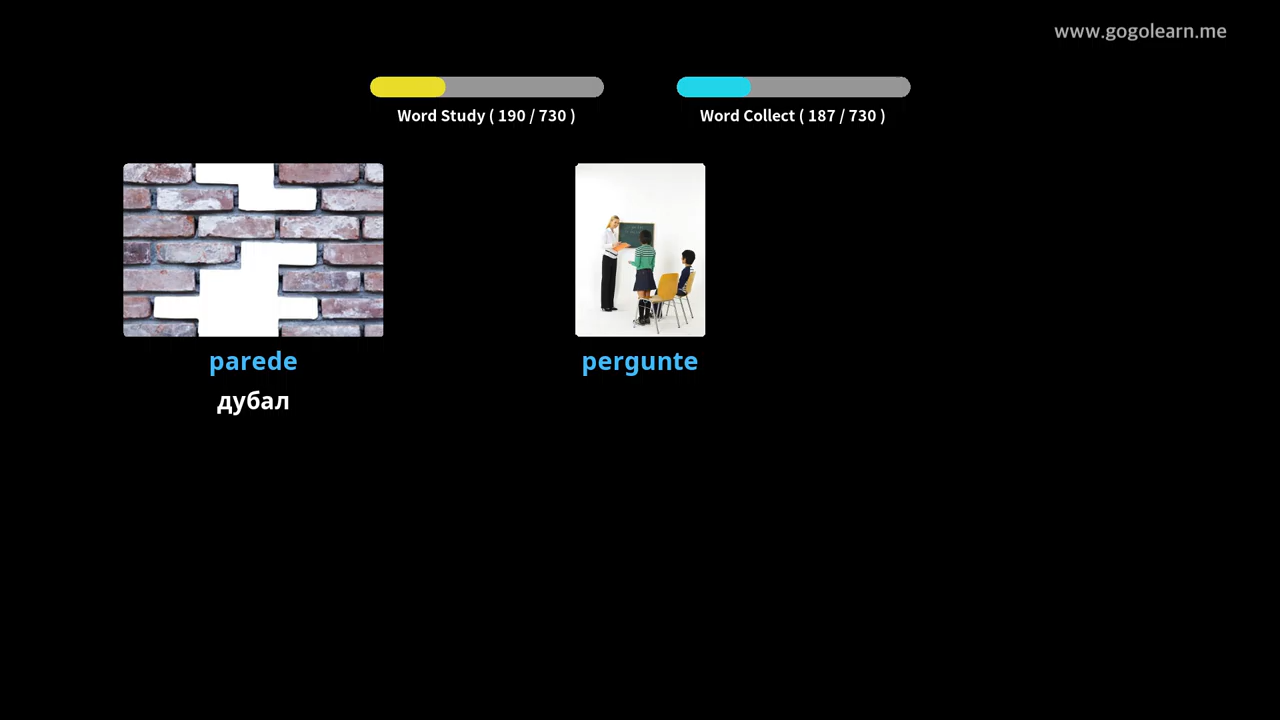 www.gogolearn.me
Word Study ( 190 / 730 )
Word Collect ( 187 / 730 )
parede
pergunte
дубал